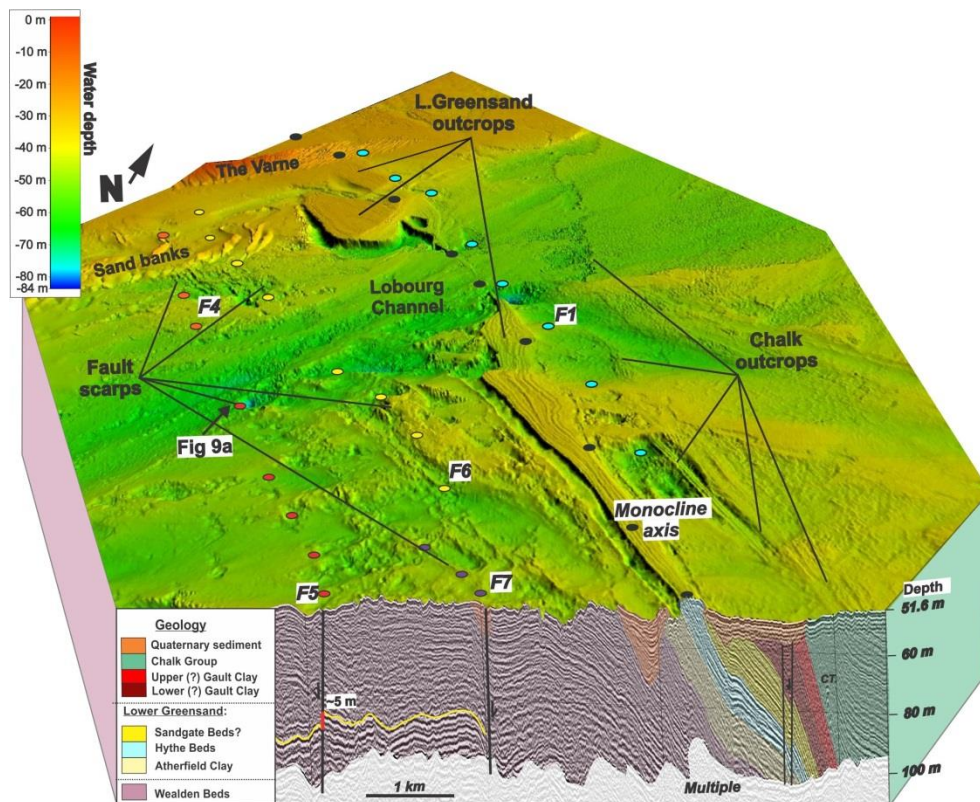 0 m
-10 m
-20 m
-30 m
-40 m
-50 m
-60 m
-70 m
-80 m
-84 m
Water depth
N
L.Greensand
outcrops
The Varne
Sand banks
Lobourg
Channel
F4
F1
Fault
scarps
Chalk
outcrops
Fig 9a
F6
Monocline
axis
F5
F7
Depth
51.6 m
60 m
80 m
100 m
~5 m
CT
1 km
Multiple
Geology
Quaternary sediment
Chalk Group
Upper (?) Gault Clay
Lower (?) Gault Clay
Lower Greensand:
Sandgate Beds?
Hythe Beds
Atherfield Clay
Wealden Beds